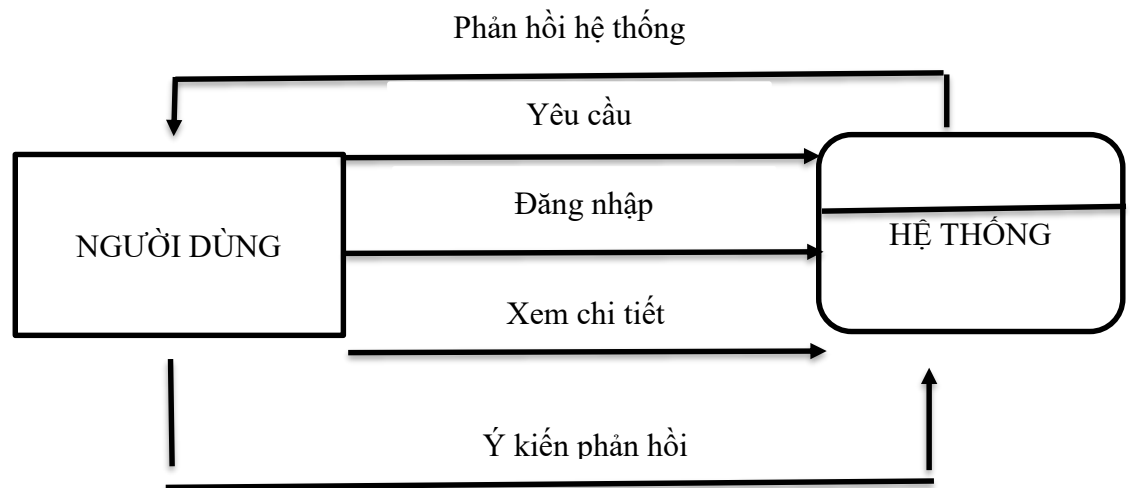 Phản hồi hệ thống
Yêu cầu
Đăng nhập
NGƯỜI DÙNG
HỆ THỐNG
Xem chi tiết
Ý kiến phản hồi